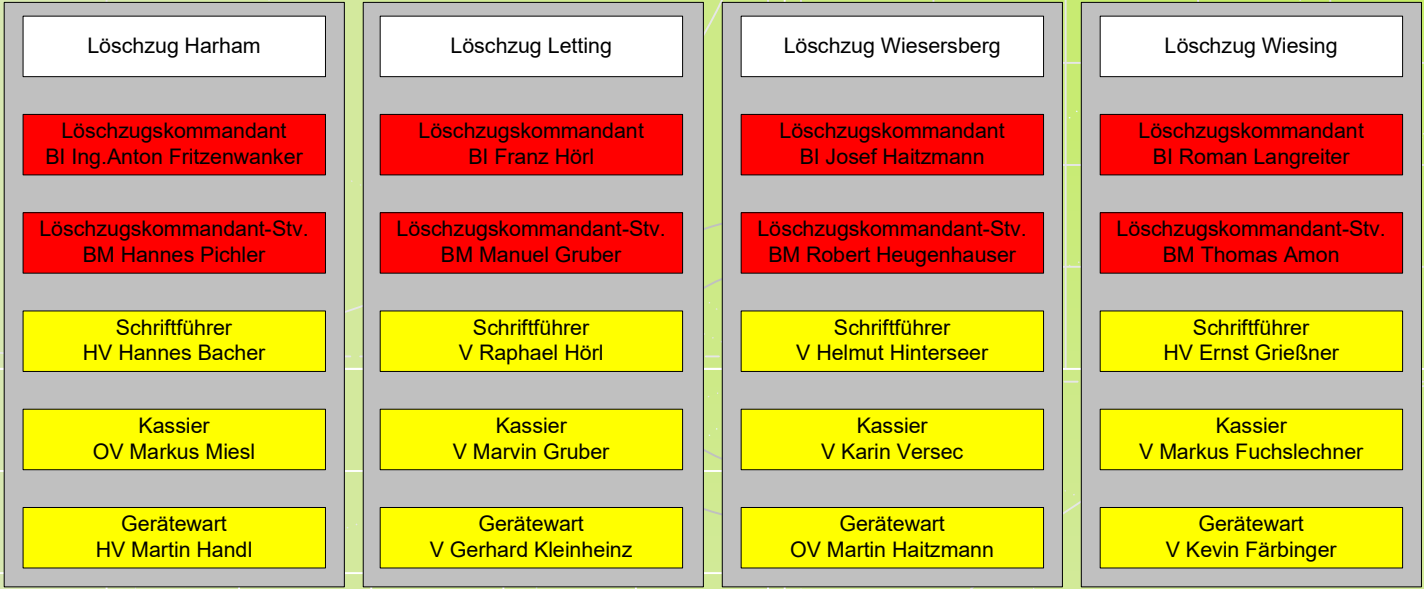 Löschzug Harham
Löschzugskommandant
BI Ing.Anton Fritzenwanker
Löschzugskommandant-Stv.
BM Hannes Pichler
Schriftführer
HV Hannes Bacher
Kassier
OV Markus Miesl
Gerätewart
HV Martin Handl
Löschzug Letting
Löschzugskommandant
BI Franz Hörl
Löschzugskommandant-Stv.
BM Manuel Gruber
Schriftführer
V Raphael Hörl
Kassier
V Marvin Gruber
Gerätewart
V Gerhard Kleinheinz
Löschzug Wiesersberg
Löschzugskommandant
BI Josef Haitzmann
Löschzugskommandant-Stv.
BM Robert Heugenhauser
Schriftführer
V Helmut Hinterseer
Kassier
V Karin Versec
Gerätewart
OV Martin Haitzmann
Löschzug Wiesing
Löschzugskommandant
BI Roman Langreiter
Löschzugskommandant-Stv.
BM Thomas Amon
Schriftführer
HV Ernst Grießner
Kassier
V Markus Fuchslechner
Gerätewart
V Kevin Färbinger